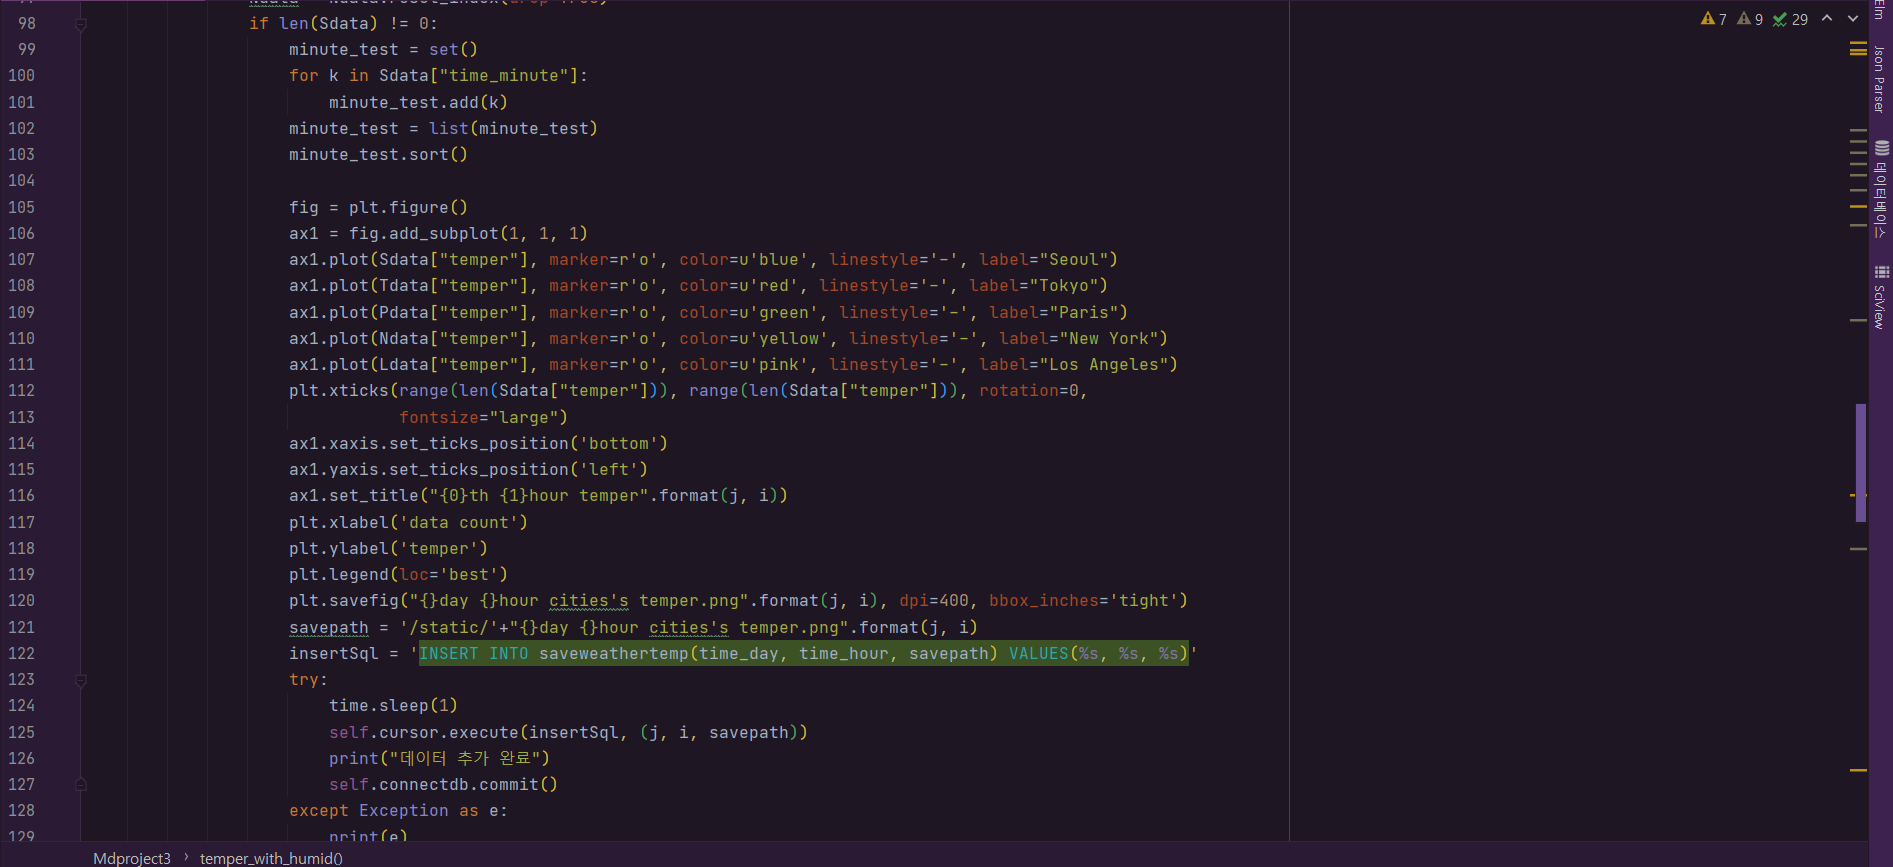 98 if len(Sdata) != 0:
99 minute_test = set()
100 for k in Sdata["time_minute"]:
101 minute_test.add(k)
102 minute_test = list(minute_test)
103 minute_test.sort()
104
105 fig = plt.figure()
106 ax1 = fig.add_subplot(1, 1, 1)
107 ax1.plot(Sdata["temper"], marker=r'o', color=u'blue', linestyle='-', label="Seoul")
108 ax1.plot(Tdata["temper"], marker=r'o', color=u'red', linestyle='-', label="Tokyo")
109 ax1.plot(Pdata["temper"], marker=r'o', color=u'green', linestyle='-', label="Paris")
110 ax1.plot(Ndata["temper"], marker=r'o', color=u'yellow', linestyle='-', label="New York")
111 ax1.plot(Ldata["temper"], marker=r'o', color=u'pink', linestyle='-', label="Los Angeles")
112 plt.xticks(range(len(Sdata["temper"])), range(len(Sdata["temper"])), rotation=0,
113 fontsize="large")
114 ax1.xaxis.set_ticks_position('bottom')
115 ax1.yaxis.set_ticks_position('left')
116 ax1.set_title("{0}th {1}hour temper".format(j, i))
117 plt.xlabel('data count')
118 plt.ylabel('temper')
119 plt.legend(loc='best')
120 plt.savefig("{}day {}hour cities's temper.png".format(j, i), dpi=400, bbox_inches='tight')
121 savepath = '/static/'+"{}day {}hour cities's temper.png".format(j, i)
122 insertSql = 'INSERT INTO saveweathertemp(time_day, time_hour, savepath) VALUES(%s, %s, %s)'
123 try:
124 time.sleep(1)
125 self.cursor.execute(insertSql, (j, i, savepath))
126 print("데이터 추가 완료")
127 self.connectdb.commit()
128 except Exception as e:
129 print(e)
Mdproject3 › temper_with_humid()
7 9 29
Elm
Json Parser
데이터베이스
SciView